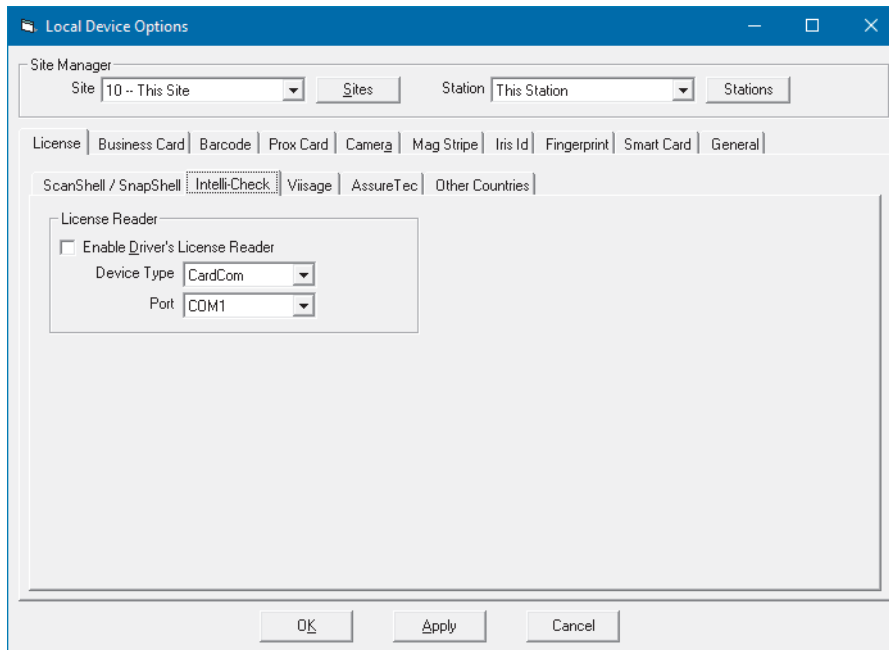 Local Device Options
Site Manager
Site 10 -- This Site Sites Station This Station Stations
License Business Card Barcode Prox Card Camera Mag Stripe Iris Id Fingerprint Smart Card General
ScanShell / SnapShell Intelli-Check Viisage AssureTec Other Countries
License Reader
Enable Driver's License Reader
Device Type CardCom
Port COM1
OK Apply Cancel